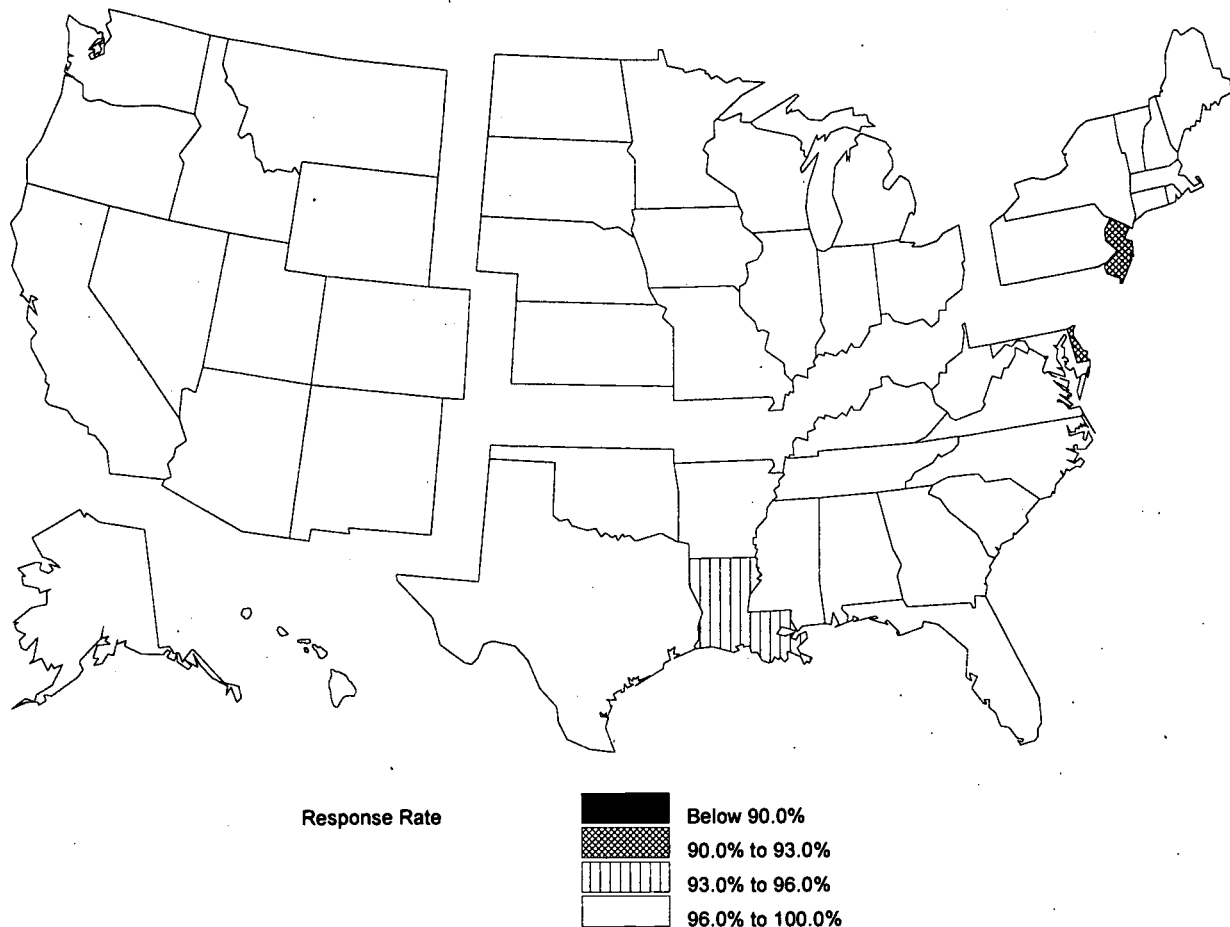 Response Rate
Below 90.0%
90.0% to 93.0%
93.0% to 96.0%
96.0% to 100.0%